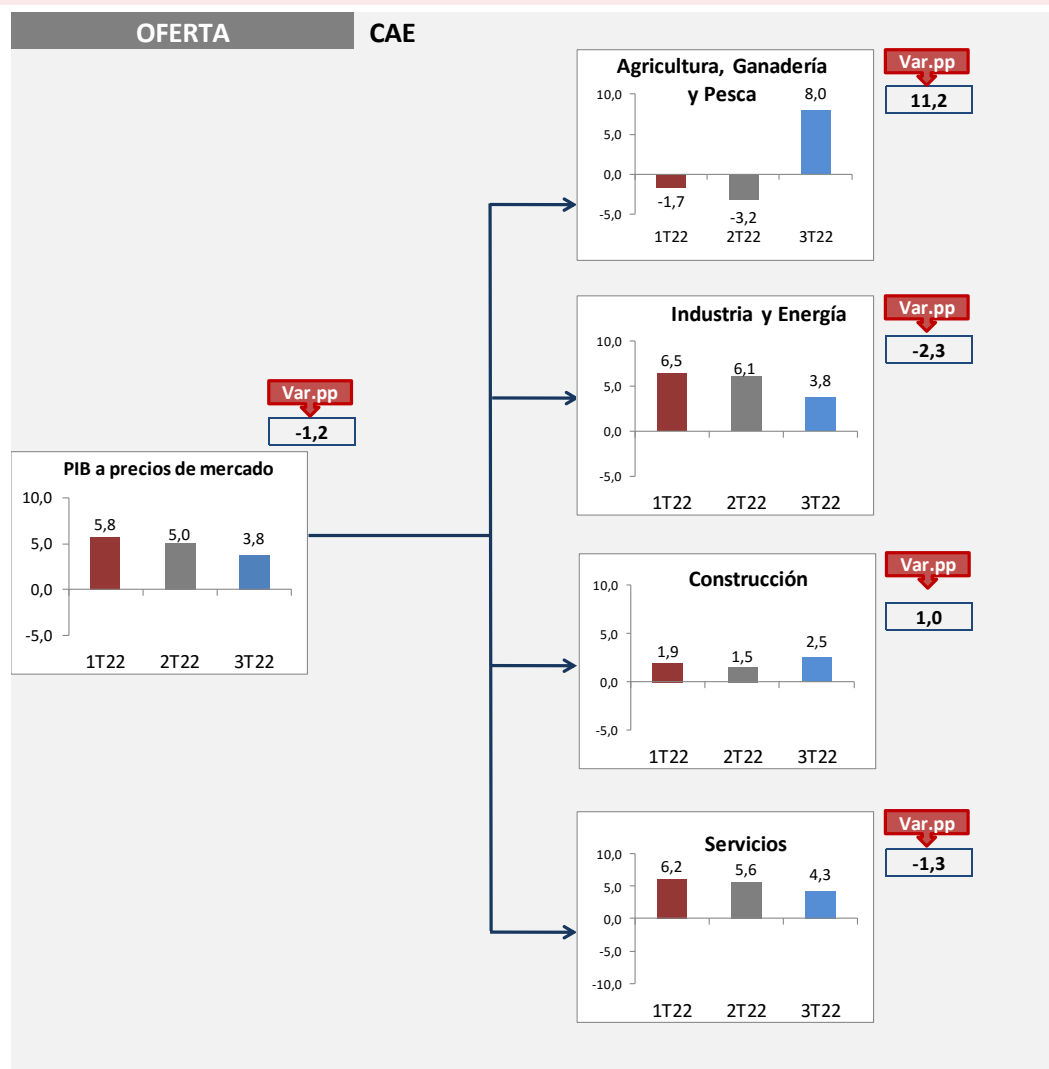 OFERTA
CAE
Var.pp
-1,2
PIB a precios de mercado
10,0
5,0
0,0
-5,0
5,8
5,0
3,8
1T22
2T22
3T22
Agricultura, Ganadería
y Pesca
10,0
5,0
0,0
-5,0
-1,7
-3,2
8,0
1T22
2T22
3T22
Var.pp
11,2
Industria y Energía
10,0
5,0
0,0
-5,0
6,5
6,1
3,8
1T22
2T22
3T22
Var.pp
-2,3
Construcción
10,0
5,0
0,0
-5,0
1,9
1,5
2,5
1T22
2T22
3T22
Var.pp
1,0
Servicios
10,0
5,0
0,0
-5,0
-10,0
6,2
5,6
4,3
1T22
2T22
3T22
Var.pp
-1,3